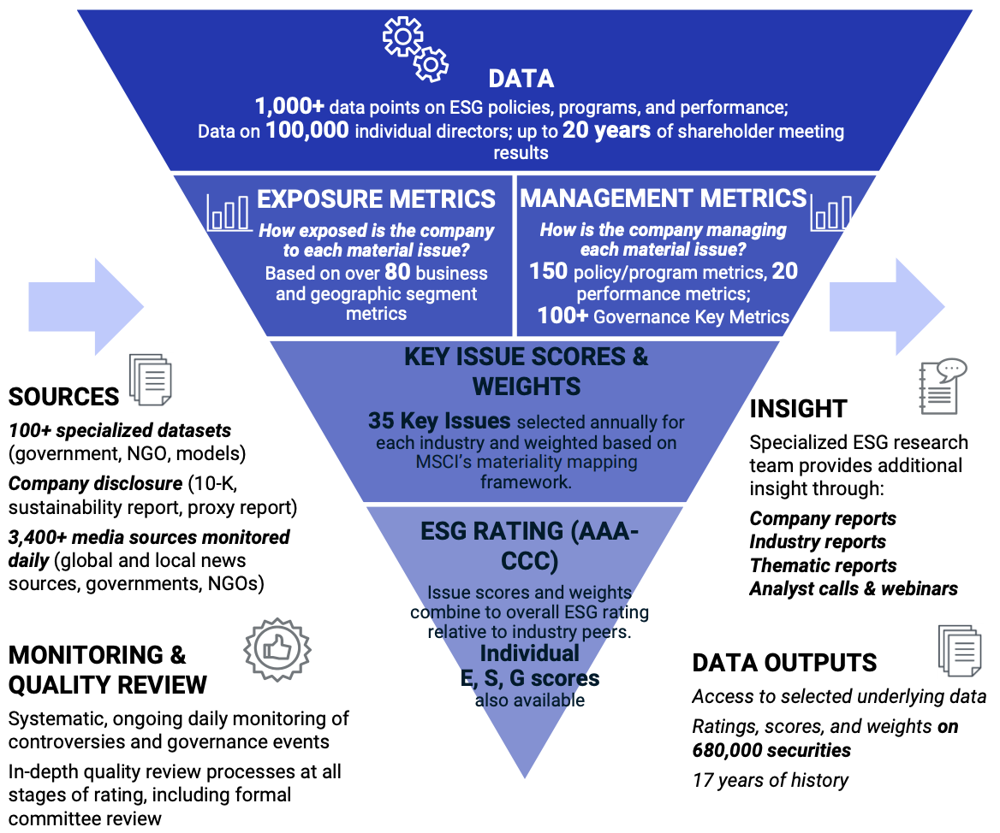 DATA
1,000+ data points on ESG policies, programs, and performance;
Data on 100,000 individual directors; up to 20 years of shareholder meeting
results
EXPOSURE METRICS
How exposed is the company
to each material issue?
Based on over 80 business
and geographic segment
metrics
MANAGEMENT METRICS
How is the company managing
each material issue?
150 policy/program metrics, 20
performance metrics;
100+ Governance Key Metrics
KEY ISSUE SCORES &
WEIGHTS
35 Key Issues selected annually for
each industry and weighted based on
MSCI's materiality mapping
framework.
ESG RATING (AAA-
CCC)
Issue scores and weights
combine to overall ESG rating
relative to industry peers.
Individual
E, S, G scores
also available
SOURCES
100+ specialized datasets
(government, NGO, models)
Company disclosure (10-K,
sustainability report, proxy report)
3,400+ media sources monitored
daily (global and local news
sources, governments, NGOs)
MONITORING &
QUALITY REVIEW
Systematic, ongoing daily monitoring of
controversies and governance events
In-depth quality review processes at all
stages of rating, including formal
committee review
INSIGHT
Specialized ESG research
team provides additional
insight through:
Company reports
Industry reports
Thematic reports
Analyst calls & webinars
DATA OUTPUTS
Access to selected underlying data
Ratings, scores, and weights on
680,000 securities
17 years of history